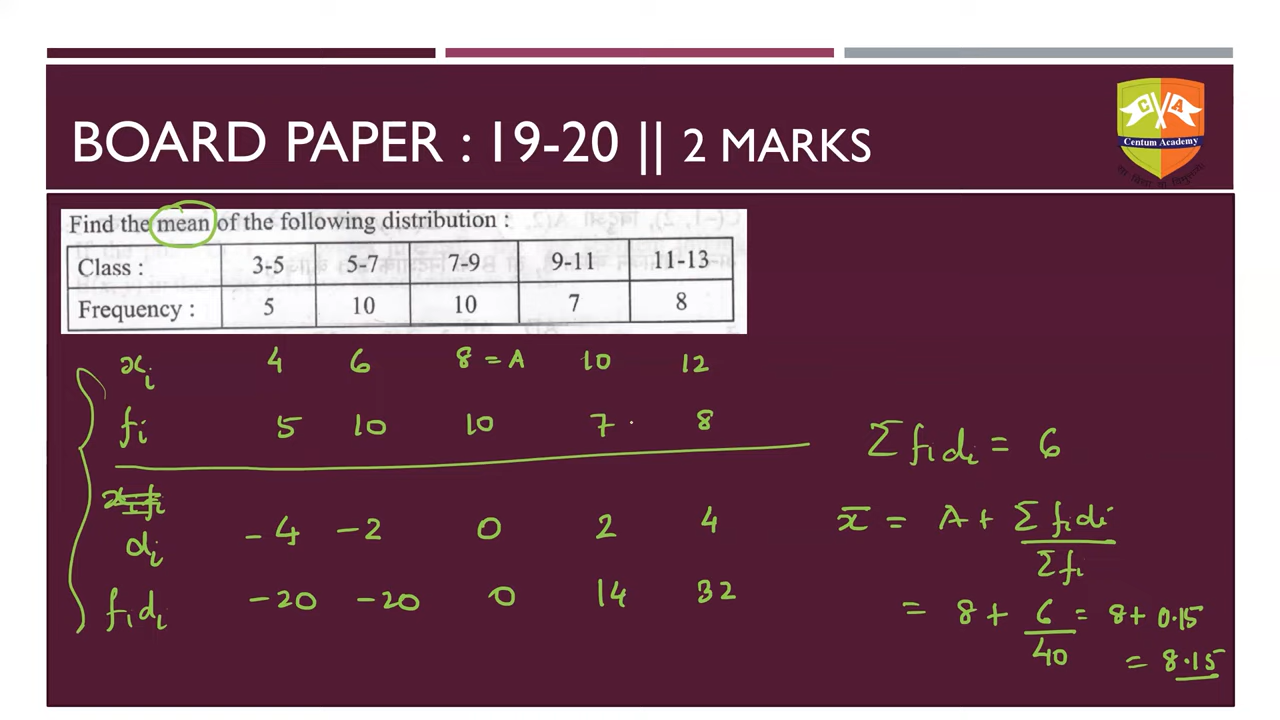 BOARD PAPER : 19-20 || 2 MARKS
C A
Centum Academy
Find the mean of the following distribution :
Class : 3-5 5-7 7-9 9-11 11-13
Frequency : 5 10 10 7 8
xᵢ 4 6 8 = A 10 12
fᵢ 5 10 10 7 8
dᵢ -4 -2 0 2 4
fᵢdᵢ -20 -20 0 14 32
Σfᵢdᵢ = 6
x̄ = A + Σfᵢdᵢ / Σfᵢ
= 8 + 6/40 = 8 + 0.15
= 8.15